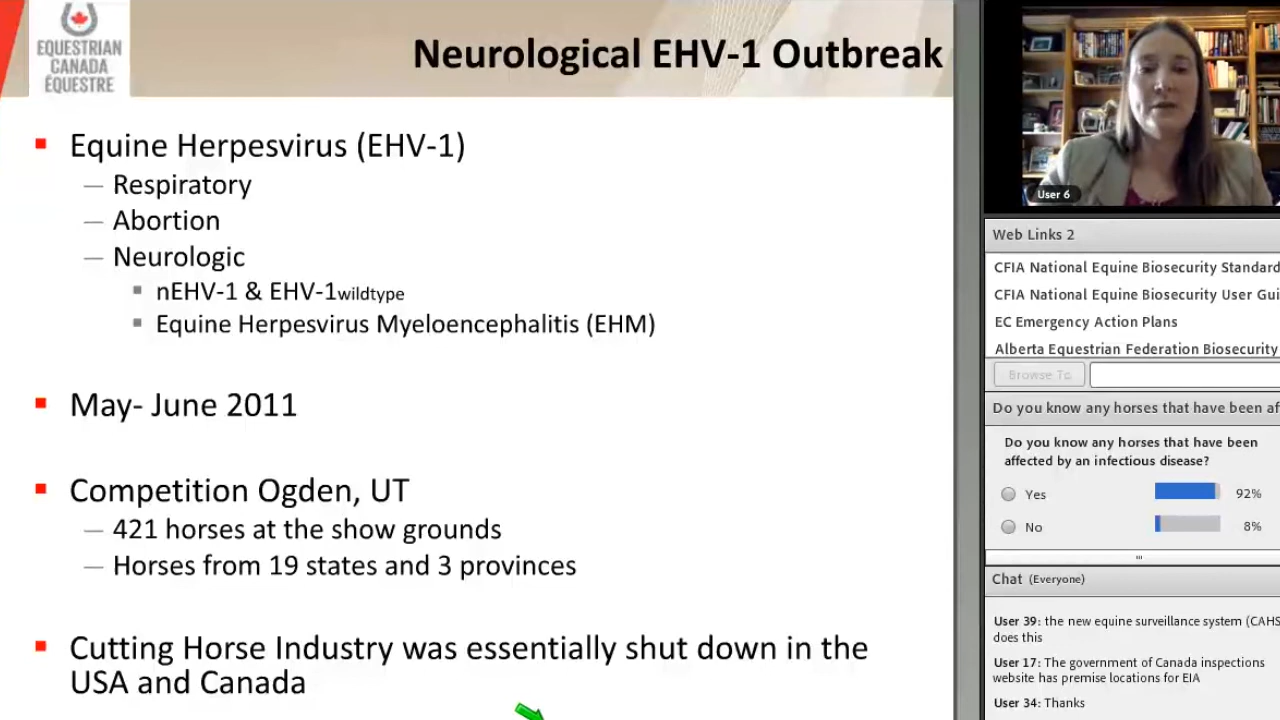 EQUESTRIAN
CANADA
ÉQUESTRE
Neurological EHV-1 Outbreak
Equine Herpesvirus (EHV-1)
— Respiratory
— Abortion
— Neurologic
nEHV-1 & EHV-1wildtype
Equine Herpesvirus Myeloencephalitis (EHM)
May- June 2011
Competition Ogden, UT
— 421 horses at the show grounds
— Horses from 19 states and 3 provinces
Cutting Horse Industry was essentially shut down in the
USA and Canada
User 6
Web Links 2
CFIA National Equine Biosecurity Standard
CFIA National Equine Biosecurity User Gui
EC Emergency Action Plans
Alberta Equestrian Federation Biosecurity
Browse To
Do you know any horses that have been af
Do you know any horses that have been
affected by an infectious disease?
Yes 92%
No 8%
Chat (Everyone)
User 39: the new equine surveillance system (CAHS
does this
User 17: The government of Canada inspections
website has premise locations for EIA
User 34: Thanks